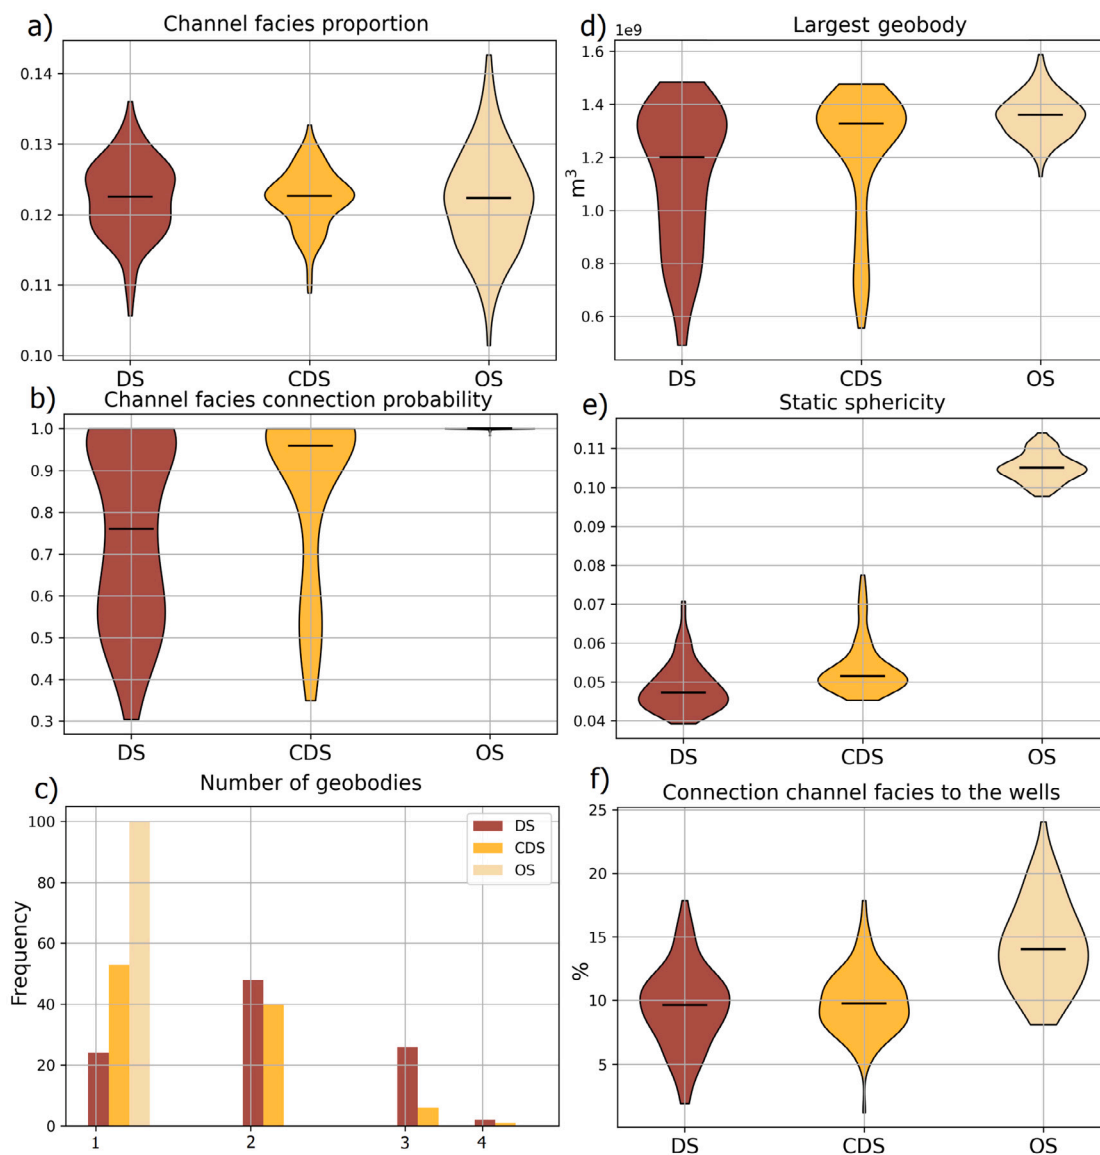 a)
Channel facies proportion
0.14
0.13
0.12
0.11
0.10
DS
CDS
OS
b)
Channel facies connection probability
1.0
0.9
0.8
0.7
0.6
0.5
0.4
0.3
DS
CDS
OS
c)
Number of geobodies
Frequency
100
80
60
40
20
0
1
2
3
4
DS
CDS
OS
d)
Largest geobody
1e9
m³
1.6
1.4
1.2
1.0
0.8
0.6
DS
CDS
OS
e)
Static sphericity
0.11
0.10
0.09
0.08
0.07
0.06
0.05
0.04
DS
CDS
OS
f)
Connection channel facies to the wells
%
25
20
15
10
5
DS
CDS
OS